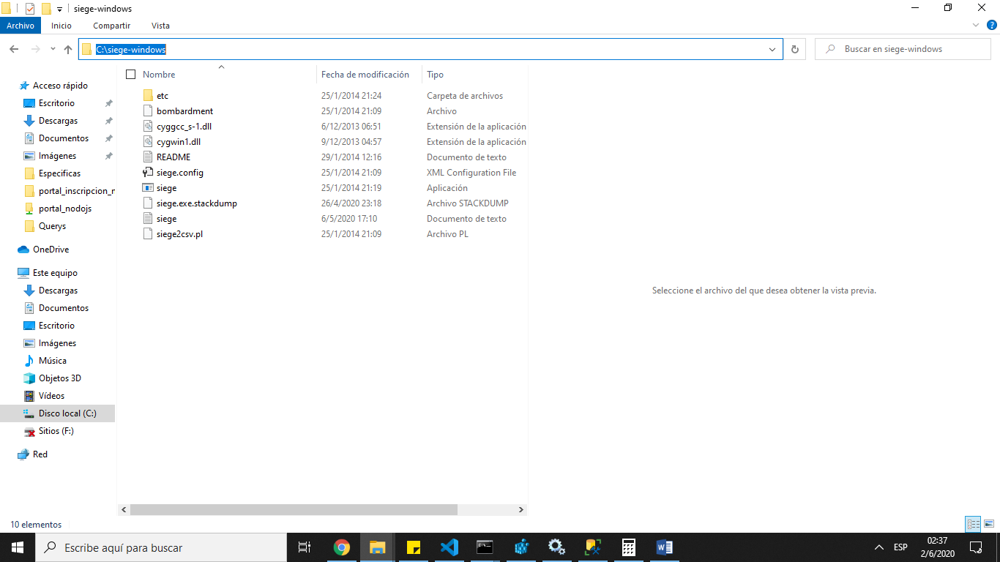 siege-windows
Archivo Inicio Compartir Vista
C:\siege-windows
Buscar en siege-windows
Acceso rápido
Escritorio
Descargas
Documentos
Imágenes
Especificas
portal_inscripcion_r
portal_nodojs
Querys
OneDrive
Este equipo
Descargas
Documentos
Escritorio
Imágenes
Música
Objetos 3D
Vídeos
Disco local (C:)
Sitios (F:)
Red
Nombre Fecha de modificación Tipo
etc 25/1/2014 21:24 Carpeta de archivos
bombardment 25/1/2014 21:09 Archivo
cyggcc_s-1.dll 6/12/2013 06:51 Extensión de la aplicación
cygwin1.dll 9/12/2013 04:57 Extensión de la aplicación
README 29/1/2014 12:16 Documento de texto
siege.config 25/1/2014 21:09 XML Configuration File
siege 25/1/2014 21:19 Aplicación
siege.exe.stackdump 26/4/2020 23:18 Archivo STACKDUMP
siege 6/5/2020 17:10 Documento de texto
siege2csv.pl 25/1/2014 21:09 Archivo PL
Seleccione el archivo del que desea obtener la vista previa.
10 elementos
Escribe aquí para buscar
ESP
02:37
2/6/2020